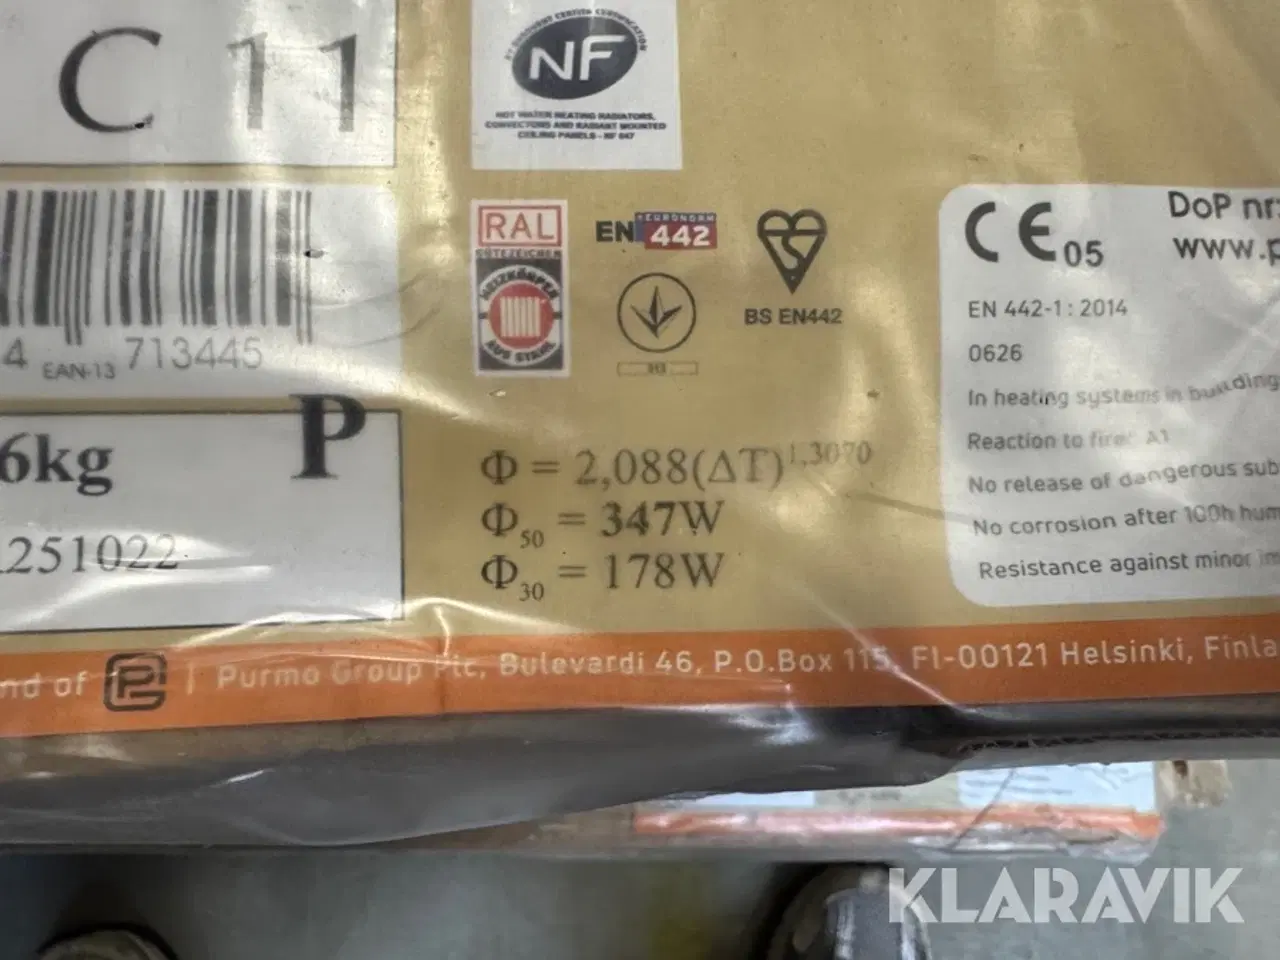 C 11
NF
HOT WATER HEATING RADIATORS,
CONVECTORS AND RADIANT MOUNTED
CEILING PANELS - NF 047
RAL
GÜTEZEICHEN
HEIZKÖRPER
AUS STAHL
EN EURONORM 442
BS EN442
CE 05
DoP nr
www.p
EN 442-1 : 2014
0626
In heating systems in building
Reaction to fire: A1
No release of dangerous sub
No corrosion after 100h hum
Resistance against minor
4 EAN-13 713445
6kg
P
251022
Φ = 2,088(ΔT)1,3070
Φ50 = 347W
Φ30 = 178W
nd of
Purmo Group Plc, Bulevardi 46, P.O.Box 115, FI-00121 Helsinki, Finla
KLARAVIK